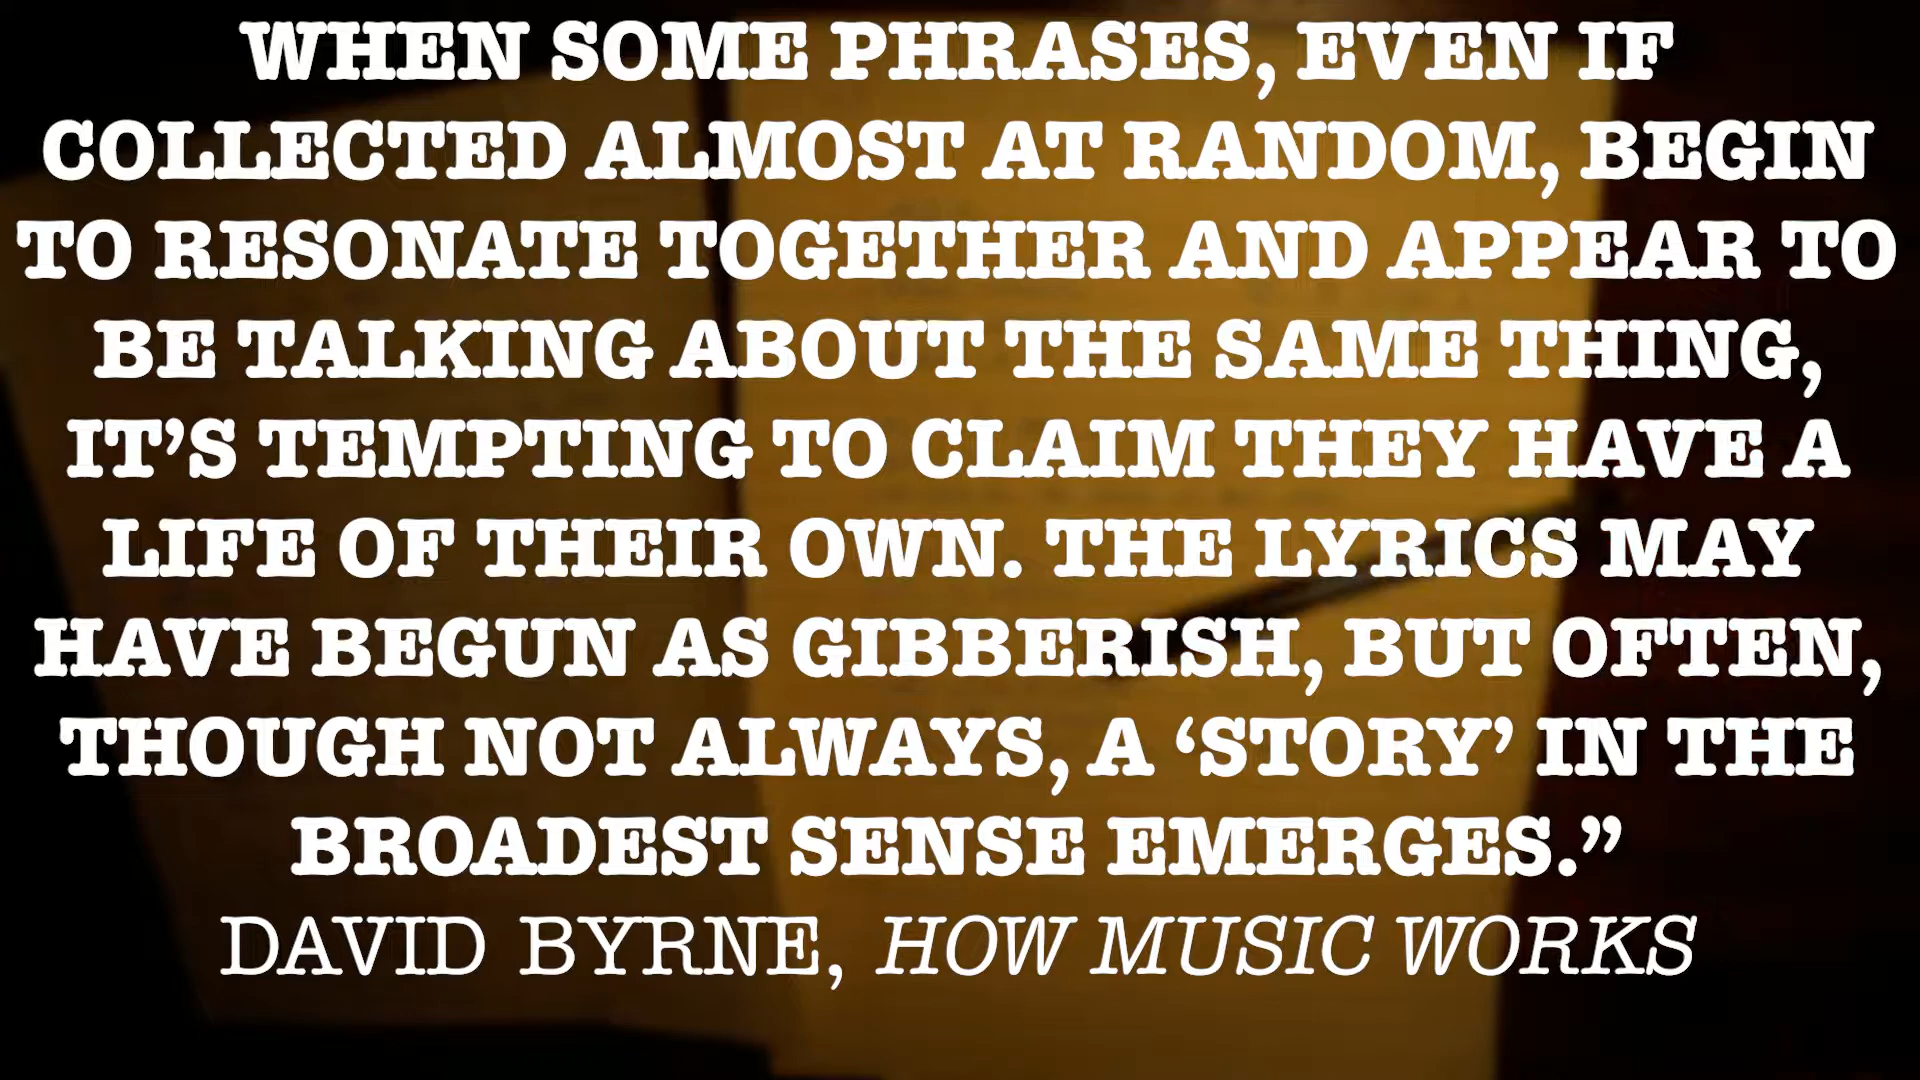 WHEN SOME PHRASES, EVEN IF
COLLECTED ALMOST AT RANDOM, BEGIN
TO RESONATE TOGETHER AND APPEAR TO
BE TALKING ABOUT THE SAME THING,
IT’S TEMPTING TO CLAIM THEY HAVE A
LIFE OF THEIR OWN. THE LYRICS MAY
HAVE BEGUN AS GIBBERISH, BUT OFTEN,
THOUGH NOT ALWAYS, A ‘STORY’ IN THE
BROADEST SENSE EMERGES.”
DAVID BYRNE, HOW MUSIC WORKS